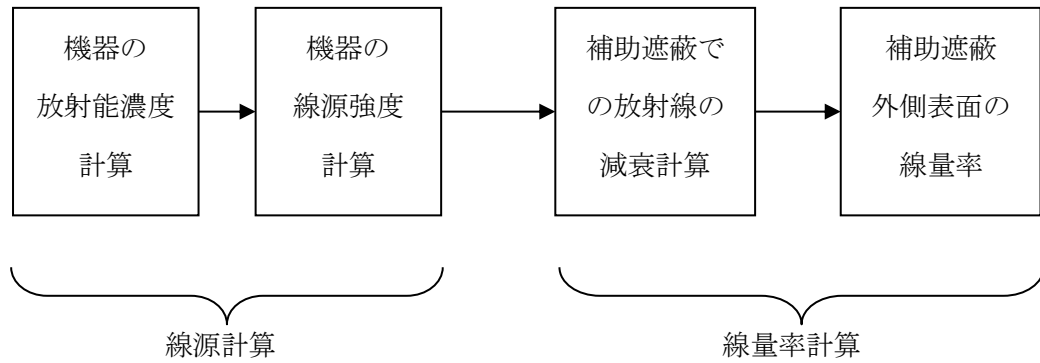 機器の
放射能濃度
計算
機器の
線源強度
計算
補助遮蔽で
の放射線の
減衰計算
補助遮蔽
外側表面の
線量率
線源計算
線量率計算